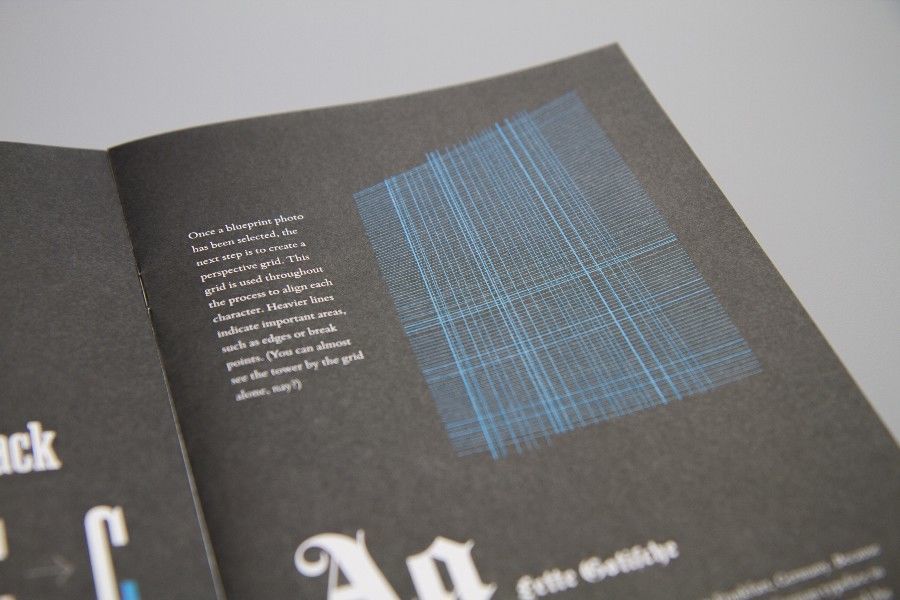 ack
Once a blueprint photo
has been selected, the
next step is to create a
perspective grid. This
grid is used throughout
the process to align each
character. Heavier lines
indicate important areas,
such as edges or break
points. (You can almost
see the tower by the grid
alone, nay?)
Ag
Fette Gotische